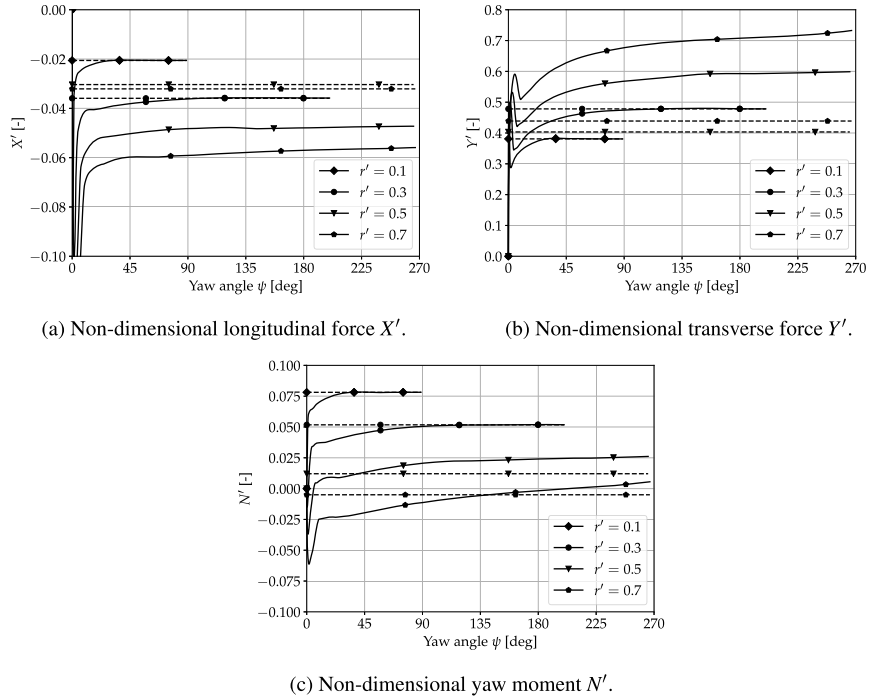 0.00
−0.02
−0.04
−0.06
−0.08
−0.10
X′ [-]
0 45 90 135 180 225 270
Yaw angle ψ [deg]
r′ = 0.1
r′ = 0.3
r′ = 0.5
r′ = 0.7
(a) Non-dimensional longitudinal force X′.
0.8
0.7
0.6
0.5
0.4
0.3
0.2
0.1
0.0
Y′ [-]
0 45 90 135 180 225 270
Yaw angle ψ [deg]
r′ = 0.1
r′ = 0.3
r′ = 0.5
r′ = 0.7
(b) Non-dimensional transverse force Y′.
0.100
0.075
0.050
0.025
0.000
−0.025
−0.050
−0.075
−0.100
N′ [-]
0 45 90 135 180 225 270
Yaw angle ψ [deg]
r′ = 0.1
r′ = 0.3
r′ = 0.5
r′ = 0.7
(c) Non-dimensional yaw moment N′.